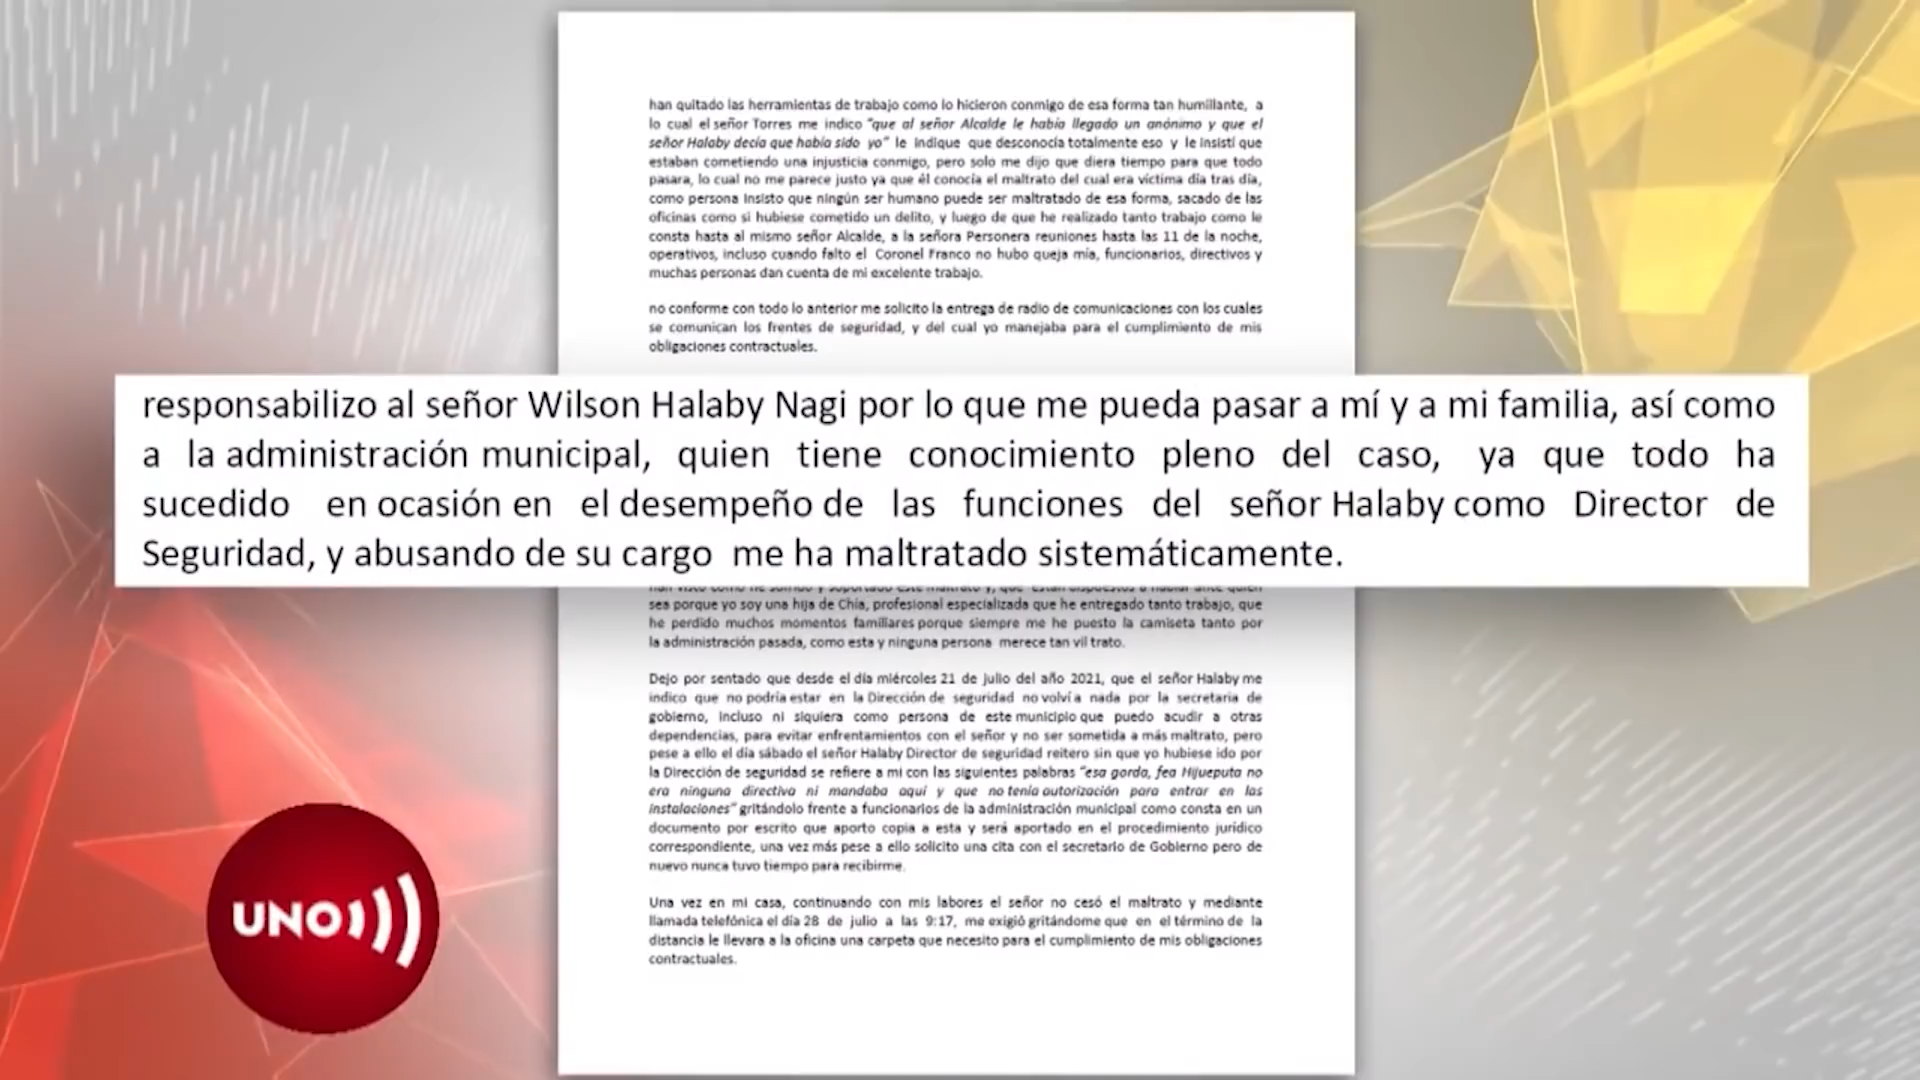 han quitado las herramientas de trabajo como lo hicieron conmigo de esa forma tan humillante, a
lo cual el señor Torres me indico "que al señor Alcalde le había llegado un anónimo y que el
señor Halaby decía que había sido yo" le indique que desconocía totalmente eso y le insistí que
estaban cometiendo una injusticia conmigo, pero solo me dijo que diera tiempo para que todo
pasara, lo cual no me parece justo ya que él conocía el maltrato del cual era víctima día tras día,
como persona insisto que ningún ser humano puede ser maltratado de esa forma, sacado de las
oficinas como si hubiese cometido un delito, y luego de que he realizado tanto trabajo como le
consta hasta al mismo señor Alcalde, a la señora Personera reuniones hasta las 11 de la noche,
operativos, incluso cuando falto el Coronel Franco no hubo queja mía, funcionarios, directivos y
muchas personas dan cuenta de mi excelente trabajo.
no conforme con todo lo anterior me solicito la entrega de radio de comunicaciones con los cuales
se comunican los frentes de seguridad, y del cual yo manejaba para el cumplimiento de mis
obligaciones contractuales.
responsabilizo al señor Wilson Halaby Nagi por lo que me pueda pasar a mí y a mi familia, así como
a la administración municipal, quien tiene conocimiento pleno del caso, ya que todo ha
sucedido en ocasión en el desempeño de las funciones del señor Halaby como Director de
Seguridad, y abusando de su cargo me ha maltratado sistemáticamente.
han visto como he sufrido y soportado este maltrato y, que están dispuestos a hablar ante quien
sea porque yo soy una hija de Chía, profesional especializada que he entregado tanto trabajo, que
he perdido muchos momentos familiares porque siempre me he puesto la camiseta tanto por
la administración pasada, como esta y ninguna persona merece tan vil trato.
Dejo por sentado que desde el día miércoles 21 de julio del año 2021, que el señor Halaby me
indico que no podría estar en la Dirección de seguridad no volví a nada por la secretaria de
gobierno, incluso ni siquiera como persona de este municipio que puedo acudir a otras
dependencias, para evitar enfrentamientos con el señor y no ser sometida a más maltrato, pero
pese a ello el día sábado el señor Halaby Director de seguridad reitero sin que yo hubiese ido por
la Dirección de seguridad se refiere a mi con las siguientes palabras "esa gorda, fea Hijueputa no
era ninguna directiva ni mandaba aquí y que no tenía autorización para entrar en las
instalaciones" gritándolo frente a funcionarios de la administración municipal como consta en un
documento por escrito que aporto copia a esta y será aportado en el procedimiento jurídico
correspondiente, una vez más pese a ello solicito una cita con el secretario de Gobierno pero de
nuevo nunca tuvo tiempo para recibirme.
Una vez en mi casa, continuando con mis labores el señor no cesó el maltrato y mediante
llamada telefónica el día 28 de julio a las 9:17, me exigió gritándome que en el término de la
distancia le llevara a la oficina una carpeta que necesito para el cumplimiento de mis obligaciones
contractuales.
UNO